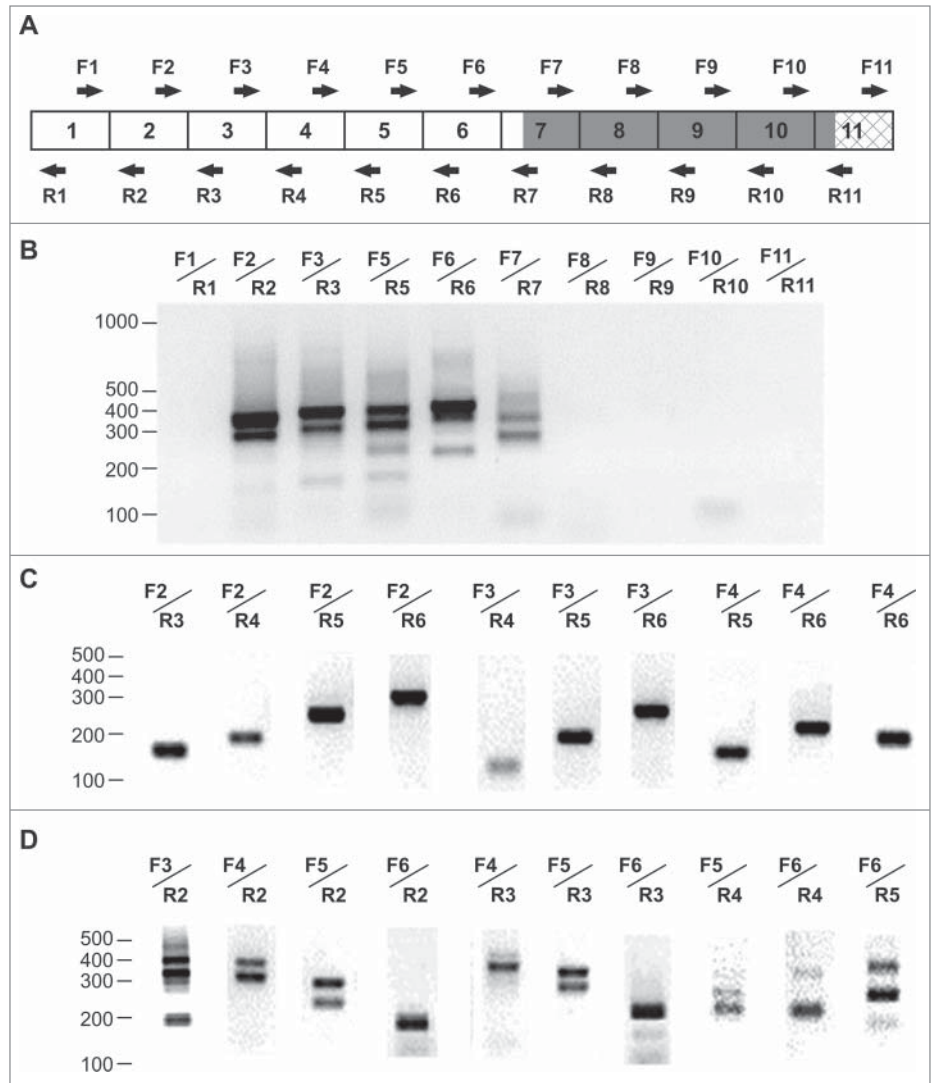 A
F1 F2 F3 F4 F5 F6 F7 F8 F9 F10 F11
1 2 3 4 5 6 7 8 9 10 11
R1 R2 R3 R4 R5 R6 R7 R8 R9 R10 R11
B
F1/R1 F2/R2 F3/R3 F5/R5 F6/R6 F7/R7 F8/R8 F9/R9 F10/R10 F11/R11
1000
500
400
300
200
100
C
F2/R3 F2/R4 F2/R5 F2/R6 F3/R4 F3/R5 F3/R6 F4/R5 F4/R6 F4/R6
500
400
300
200
100
D
F3/R2 F4/R2 F5/R2 F6/R2 F4/R3 F5/R3 F6/R3 F5/R4 F6/R4 F6/R5
500
400
300
200
100